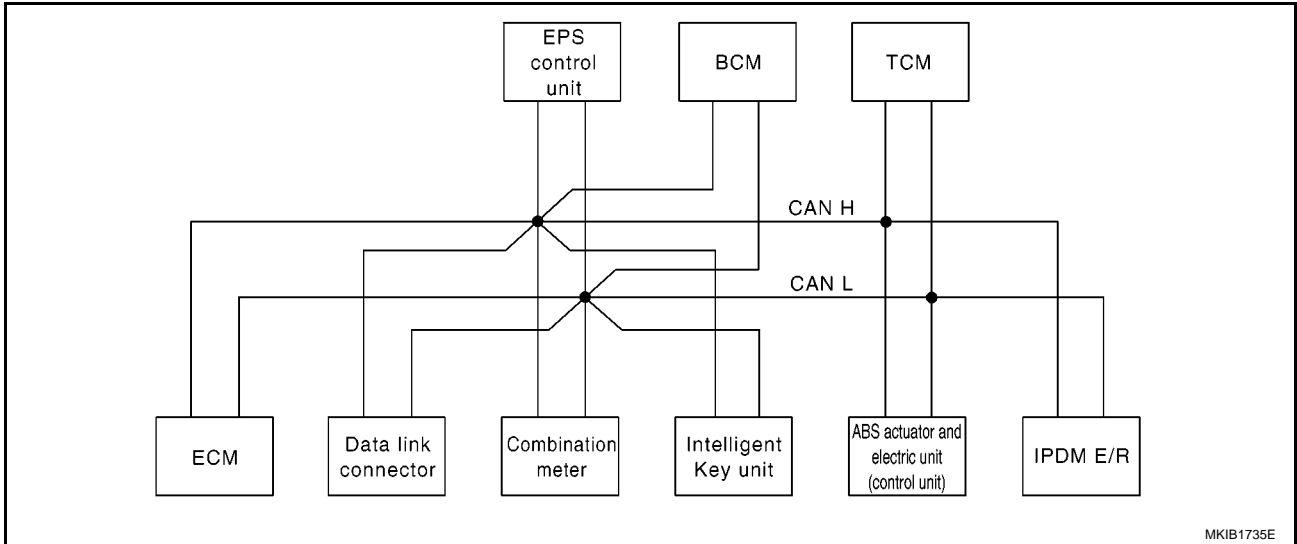 EPS
control
unit
BCM
TCM
CAN H
CAN L
ECM
Data link
connector
Combination
meter
Intelligent
Key unit
ABS actuator and
electric unit
(control unit)
IPDM E/R
MKIB1735E